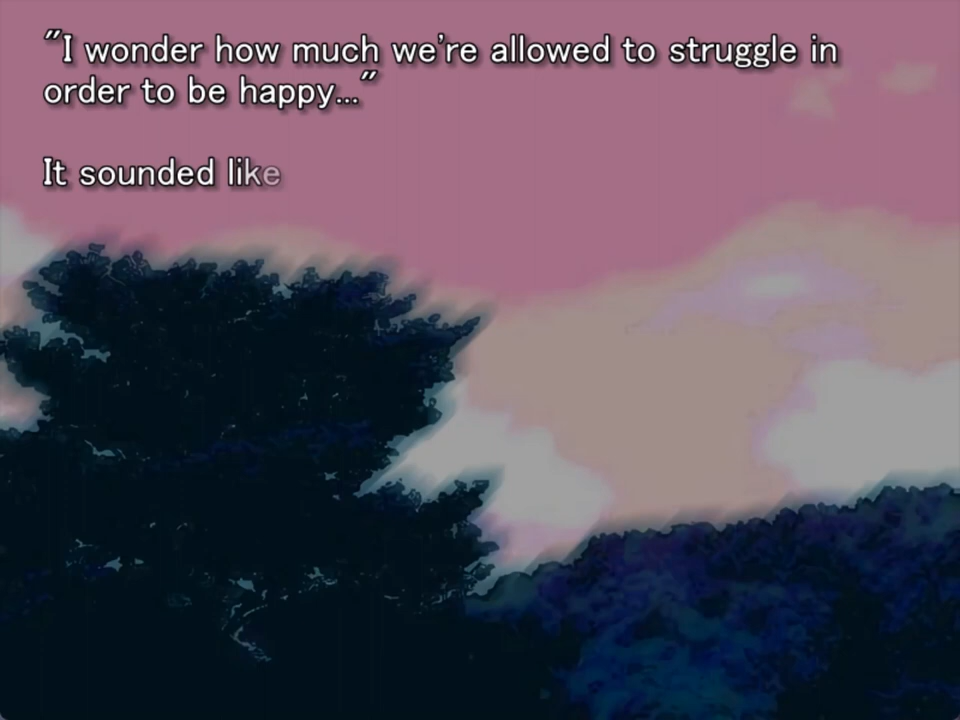 "I wonder how much we're allowed to struggle in
order to be happy..."
It sounded like